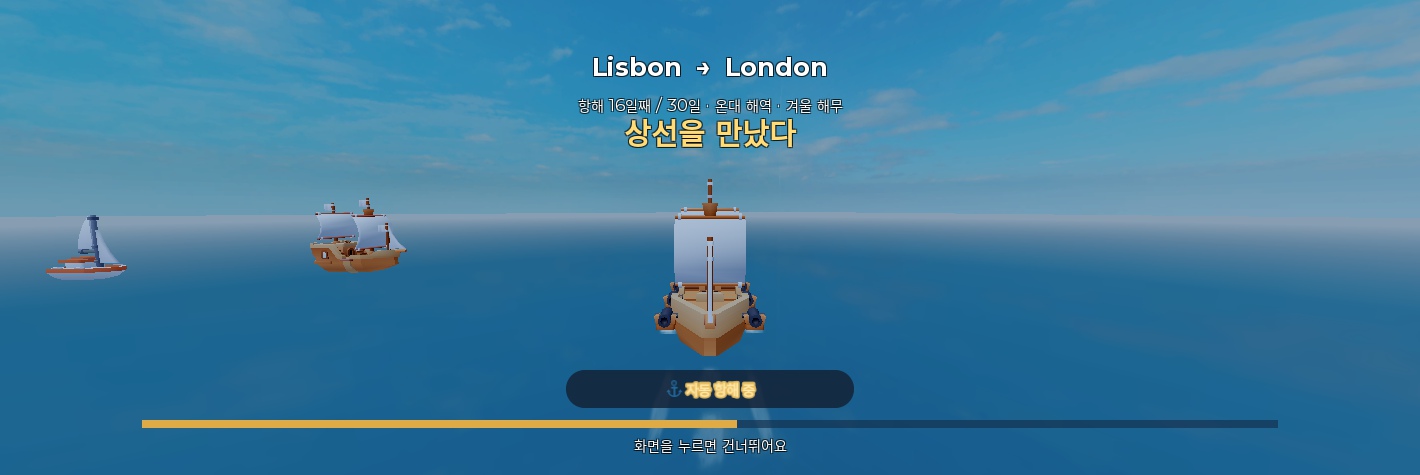 Lisbon → London
항해 16일째 / 30일 · 온대 해역 · 겨울 해무
상선을 만났다
⚓ 자동 항해 중
화면을 누르면 건너뛰어요